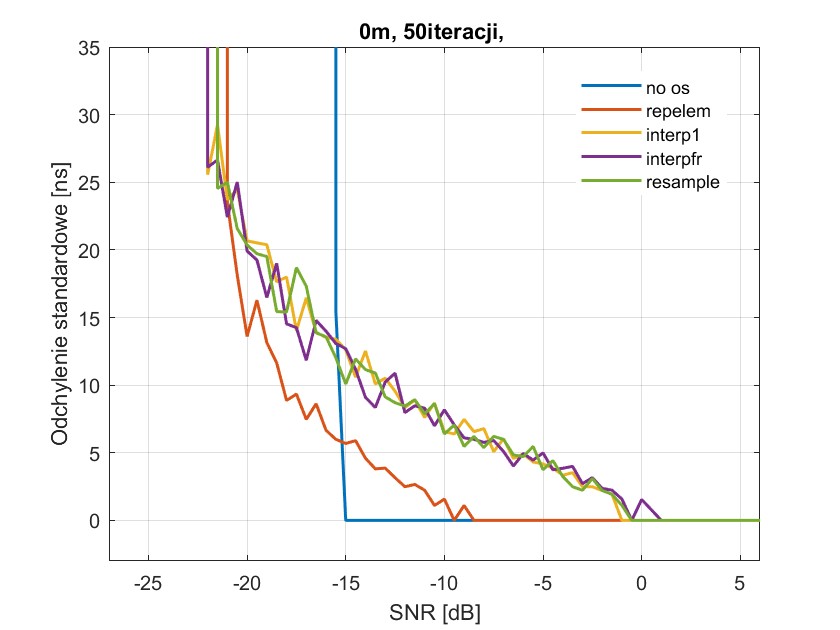 0m, 50iteracji,
35
30
25
20
15
10
5
0
Odchylenie standardowe [ns]
no os
repelem
interp1
interpfr
resample
-25 -20 -15 -10 -5 0 5
SNR [dB]